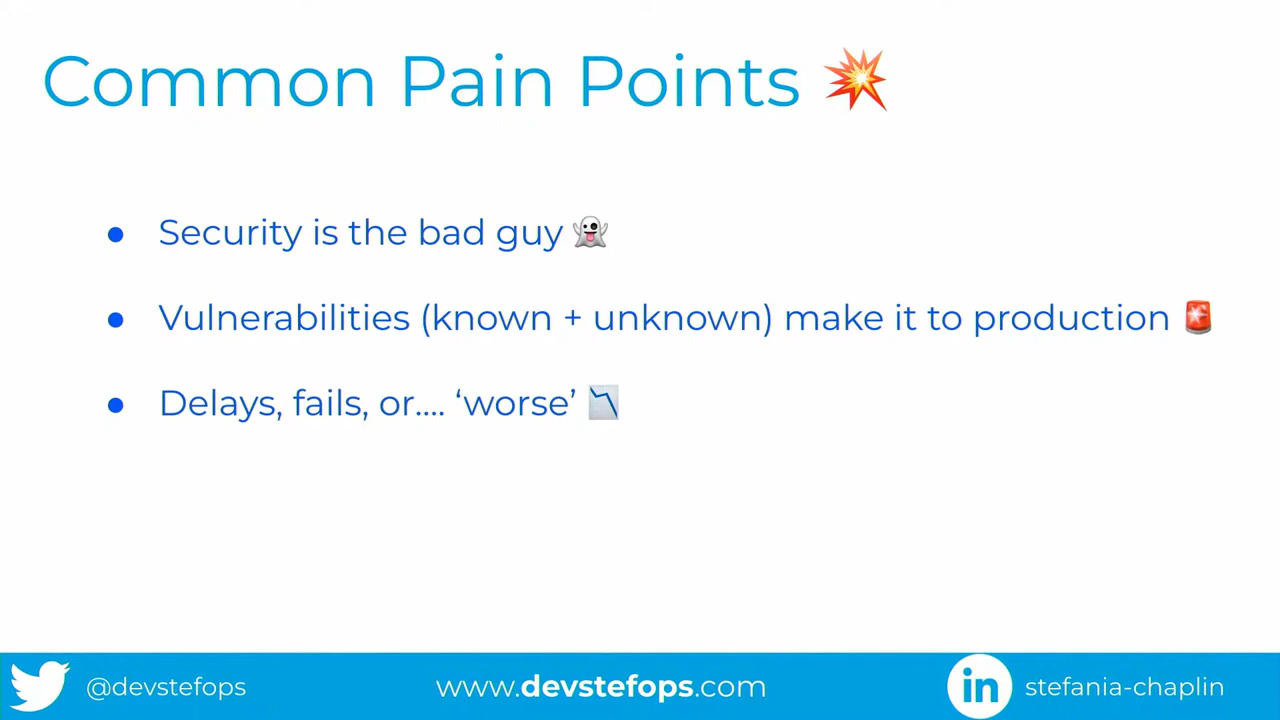 Common Pain Points 💥
● Security is the bad guy 👻
● Vulnerabilities (known + unknown) make it to production 🚨
● Delays, fails, or.... ‘worse’ 📉
@devstefops
www.devstefops.com
in stefania-chaplin